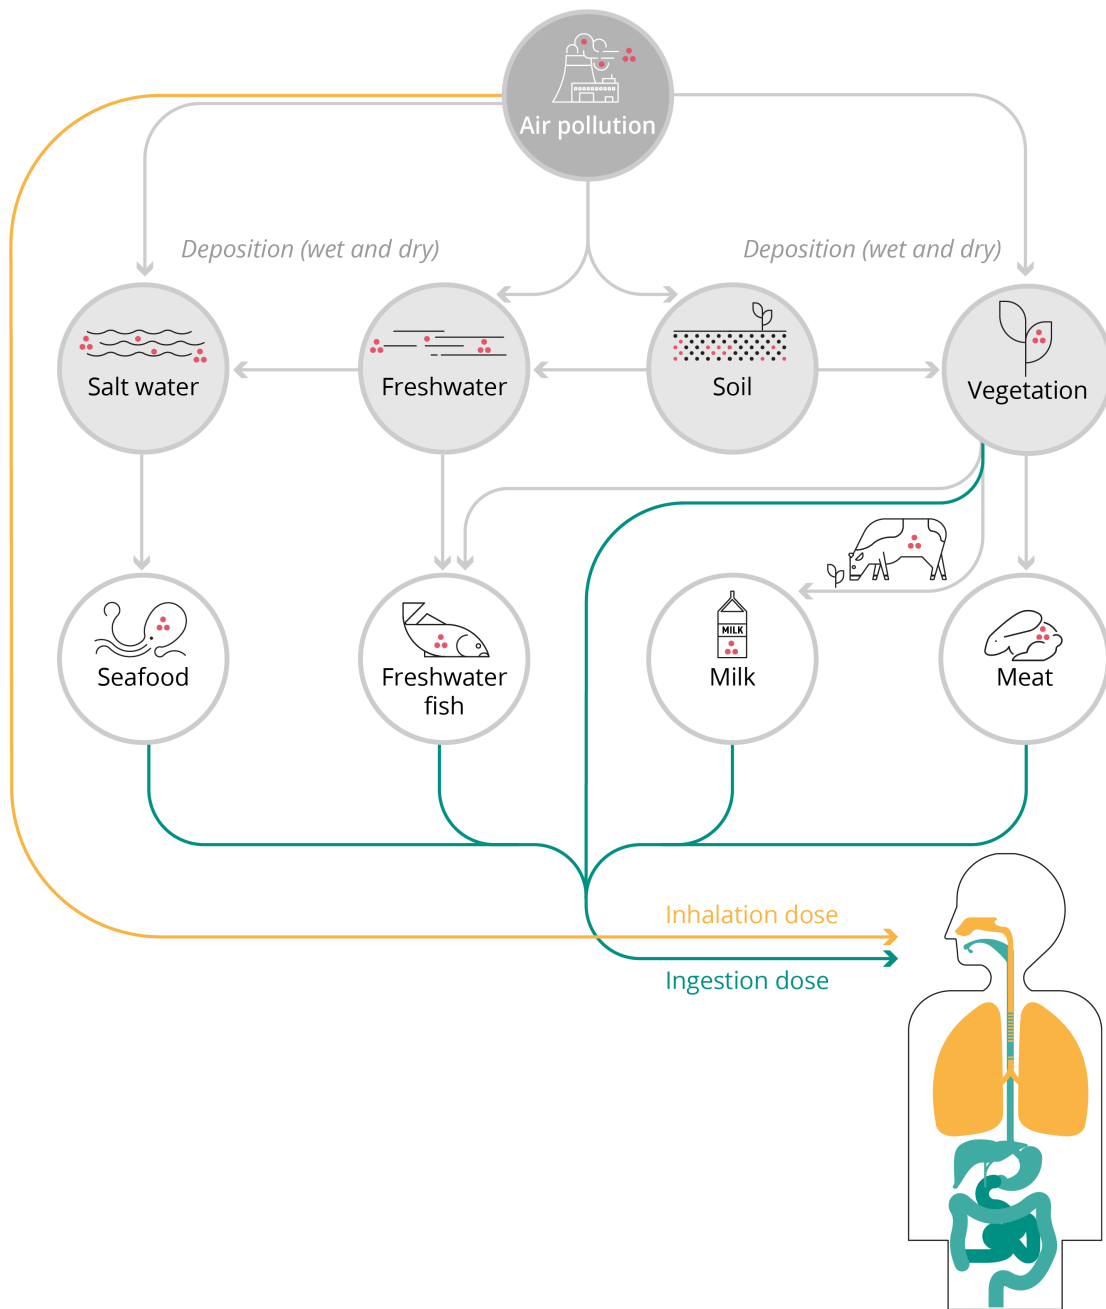 Air pollution
Deposition (wet and dry)
Deposition (wet and dry)
Salt water
Freshwater
Soil
Vegetation
MILK
Seafood
Freshwater
fish
Milk
Meat
Inhalation dose
Ingestion dose